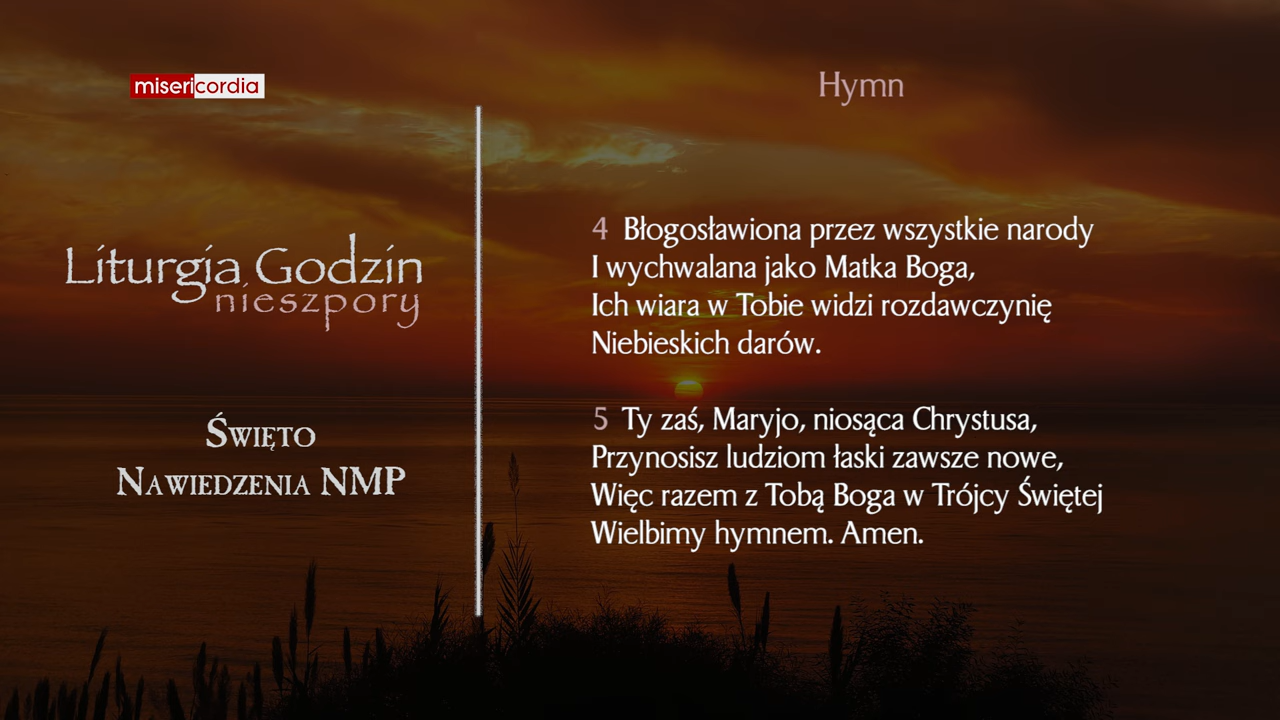 misericordia
Liturgia Godzin
nieszpory
Święto
Nawiedzenia NMP
Hymn
4 Błogosławiona przez wszystkie narody
I wychwalana jako Matka Boga,
Ich wiara w Tobie widzi rozdawczynię
Niebieskich darów.
5 Ty zaś, Maryjo, niosąca Chrystusa,
Przynosisz ludziom łaski zawsze nowe,
Więc razem z Tobą Boga w Trójcy Świętej
Wielbimy hymnem. Amen.